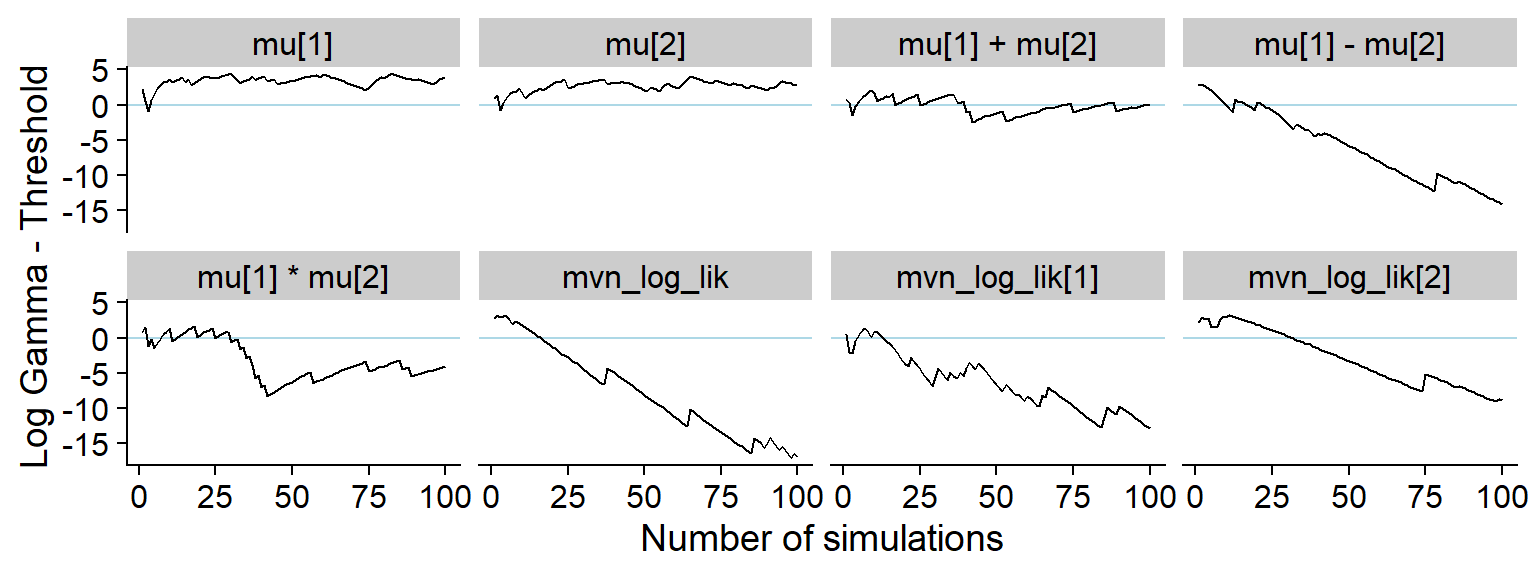 mu[1] mu[2] mu[1] + mu[2] mu[1] - mu[2]
5
0
-5
-10
-15
mu[1] * mu[2] mvn_log_lik mvn_log_lik[1] mvn_log_lik[2]
5
0
-5
-10
-15
0 25 50 75 100 0 25 50 75 100 0 25 50 75 100 0 25 50 75 100
Number of simulations
Log Gamma - Threshold